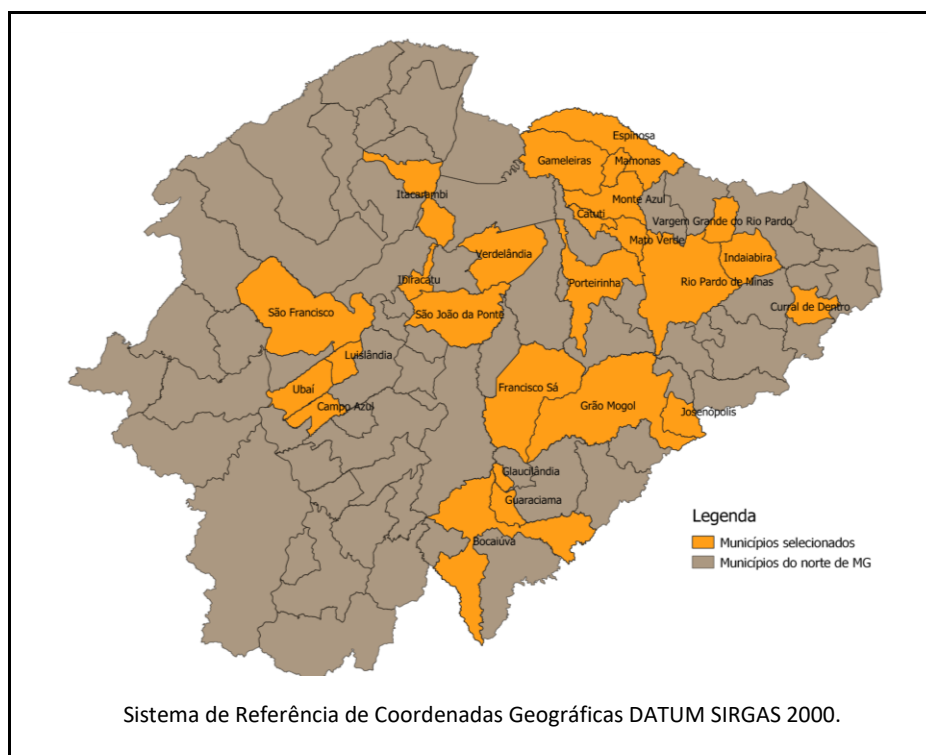 Espinosa
Gameleiras
Mamonas
Itacarambi
Monte Azul
Catuti
Vargem Grande do Rio Pardo
Mato Verde
Verdelândia
Indaiabira
Ibiracatu
Porteirinha
Rio Pardo de Ninas
São Francisco
São João da Ponte
Curral de Dentro
Luislândia
Ubaí
Francisco Sá
Campo Azul
Grão Mogol
Josenópolis
Glaucilândia
Guaraciama
Bocaiúva
Legenda
Municípios selecionados
Municípios do norte de MG
Sistema de Referência de Coordenadas Geográficas DATUM SIRGAS 2000.